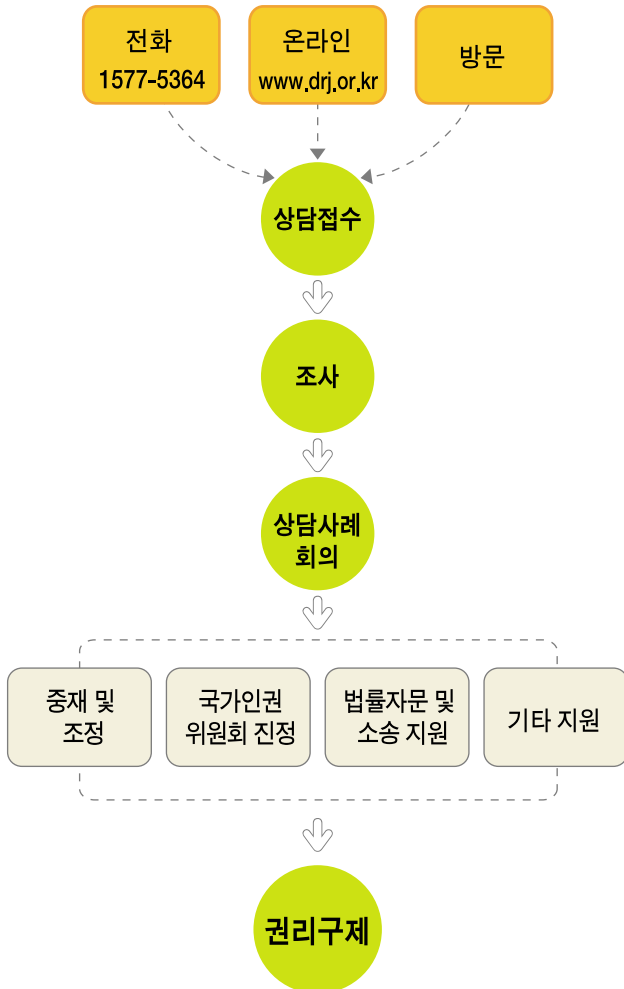 전화
1577-5364
온라인
www.drj.or.kr
방문
상담접수
조사
상담사례
회의
중재 및
조정
국가인권
위원회 진정
법률자문 및
소송 지원
기타 지원
권리구제